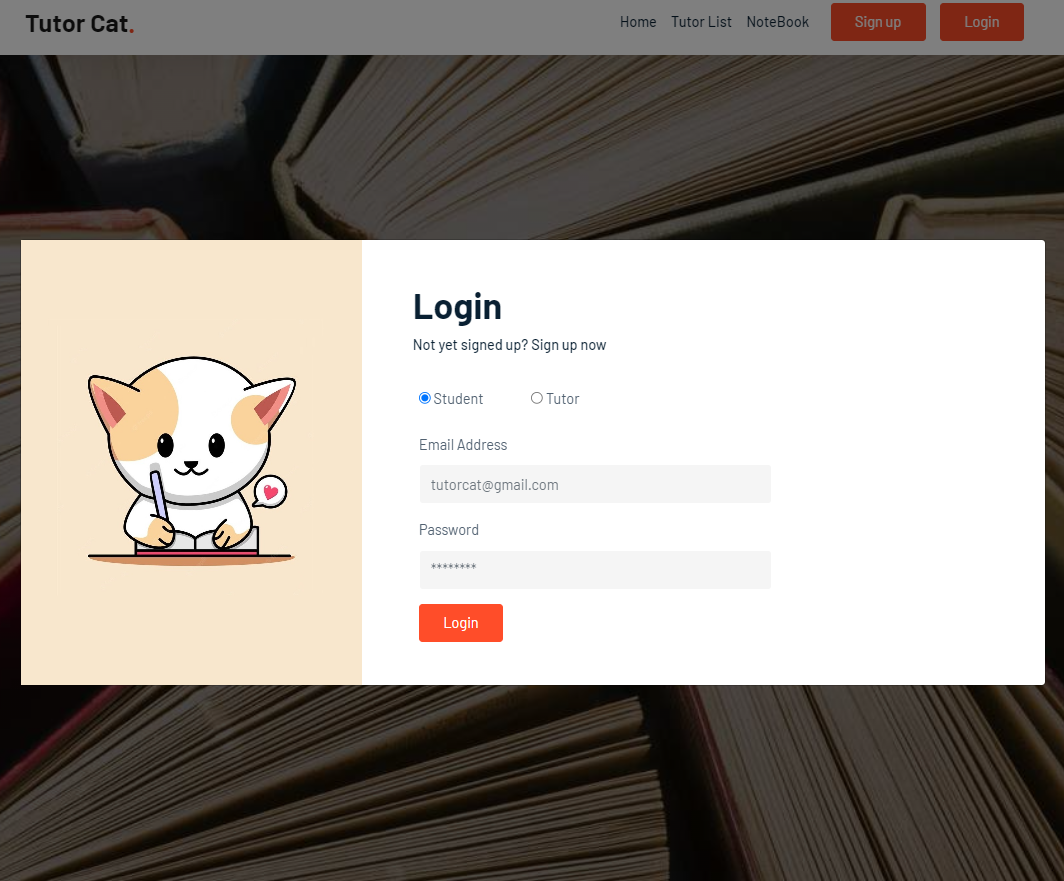 Tutor Cat.
Home Tutor List NoteBook Sign up Login
Login
Not yet signed up? Sign up now
Student Tutor
Email Address
tutorcat@gmail.com
Password
********
Login